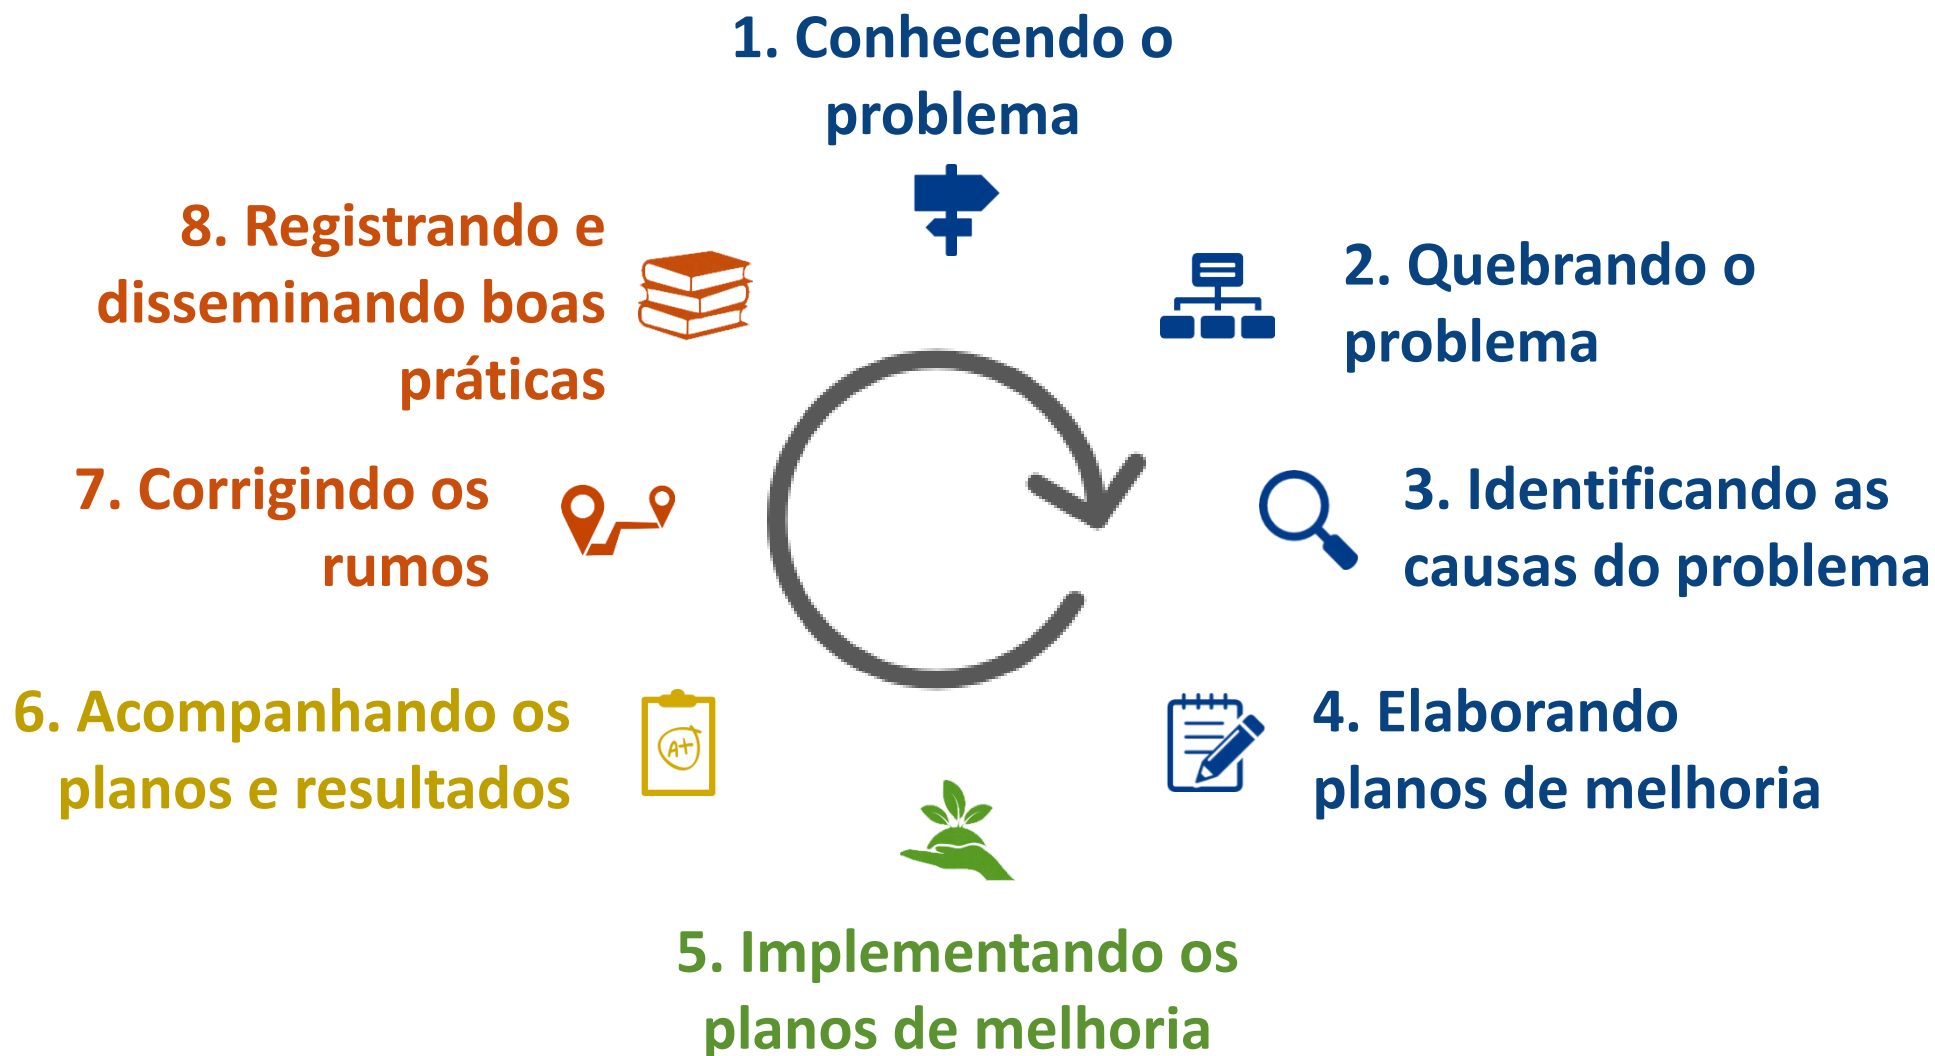 1. Conhecendo o
problema
2. Quebrando o
problema
3. Identificando as
causas do problema
4. Elaborando
planos de melhoria
5. Implementando os
planos de melhoria
6. Acompanhando os
planos e resultados
A+
7. Corrigindo os
rumos
8. Registrando e
disseminando boas
práticas